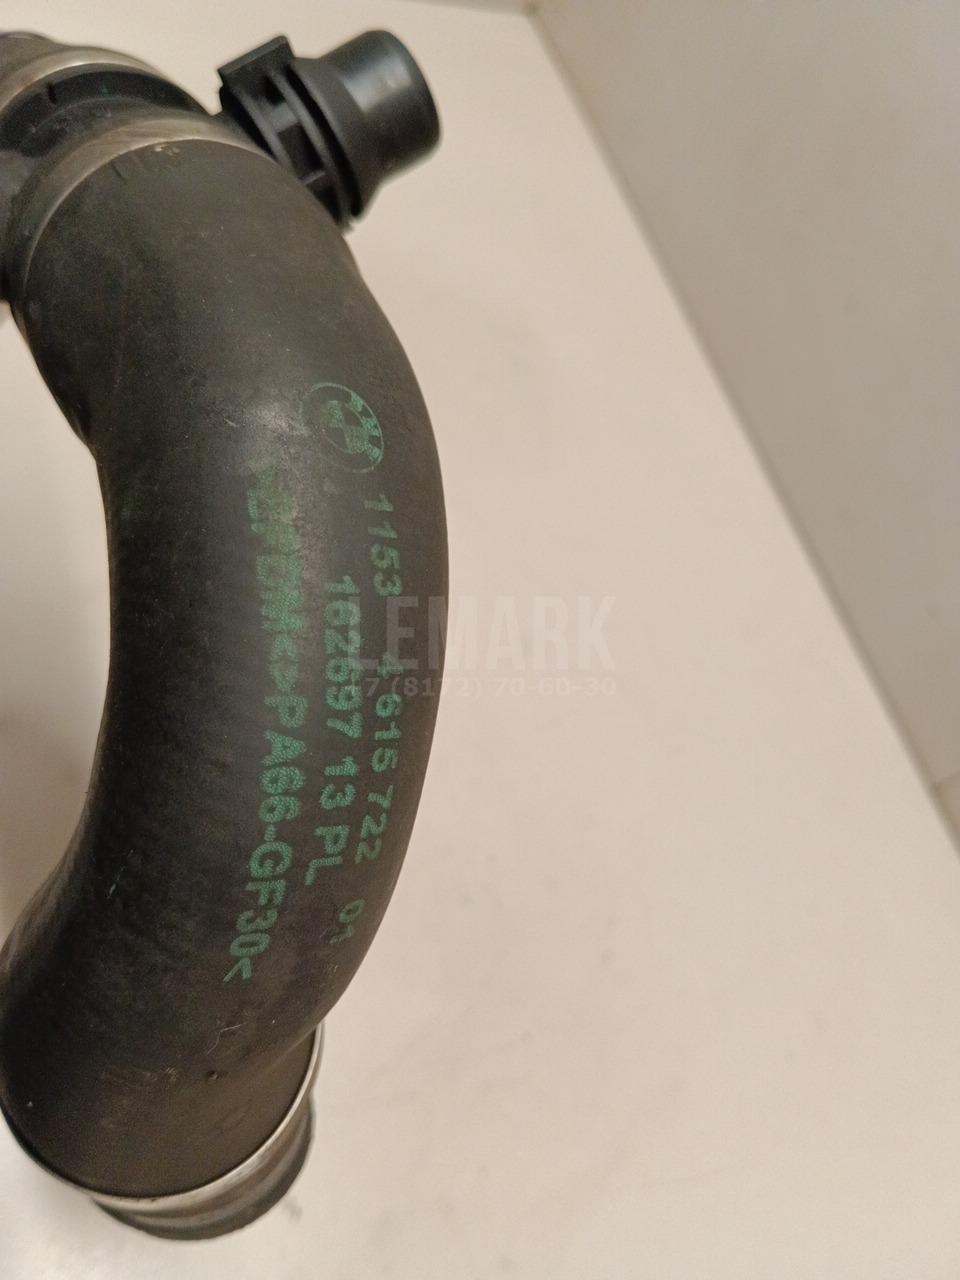 1153 4 615 722 01
162697 13 PL
>EPDM<>PA66-GF30<
LEMARK
+7 (8172) 70-60-30